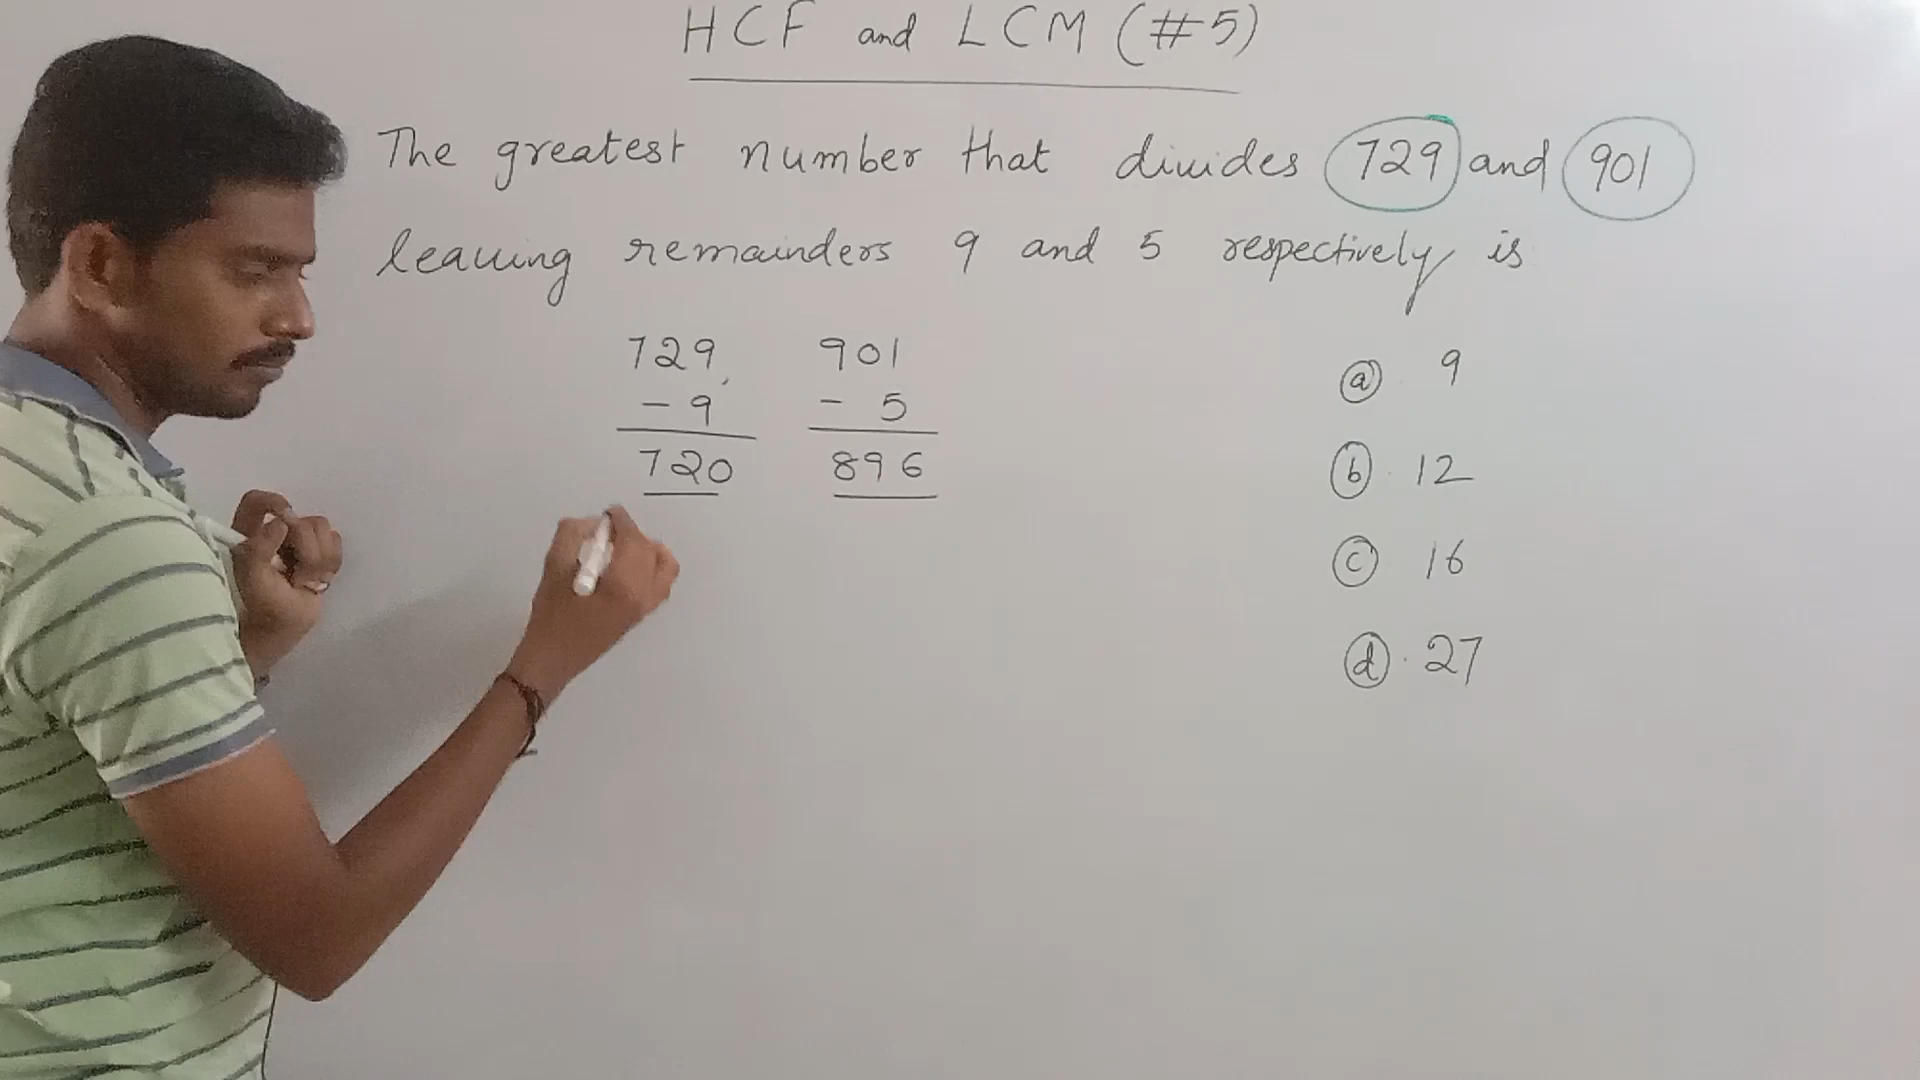 HCF and LCM (#5)
The greatest number that divides 729 and 901
leaving remainders 9 and 5 respectively is
729, 901
- 9 - 5
720 896
(a) 9
(b) 12
(c) 16
(d) 27